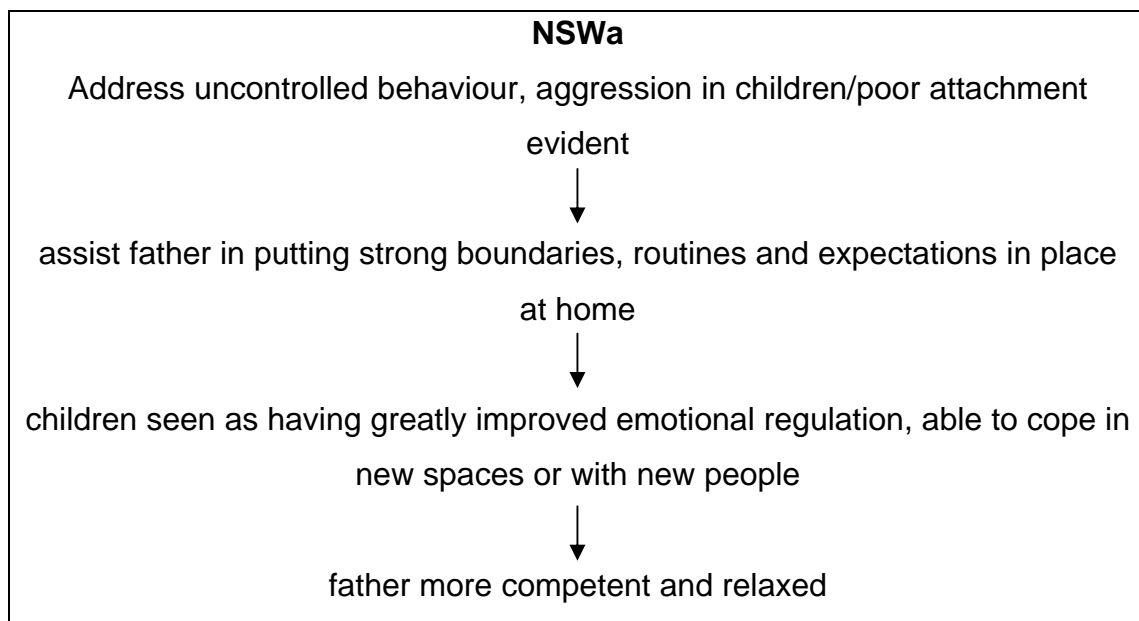 NSWa
Address uncontrolled behaviour, aggression in children/poor attachment
evident
assist father in putting strong boundaries, routines and expectations in place
at home
children seen as having greatly improved emotional regulation, able to cope in
new spaces or with new people
father more competent and relaxed